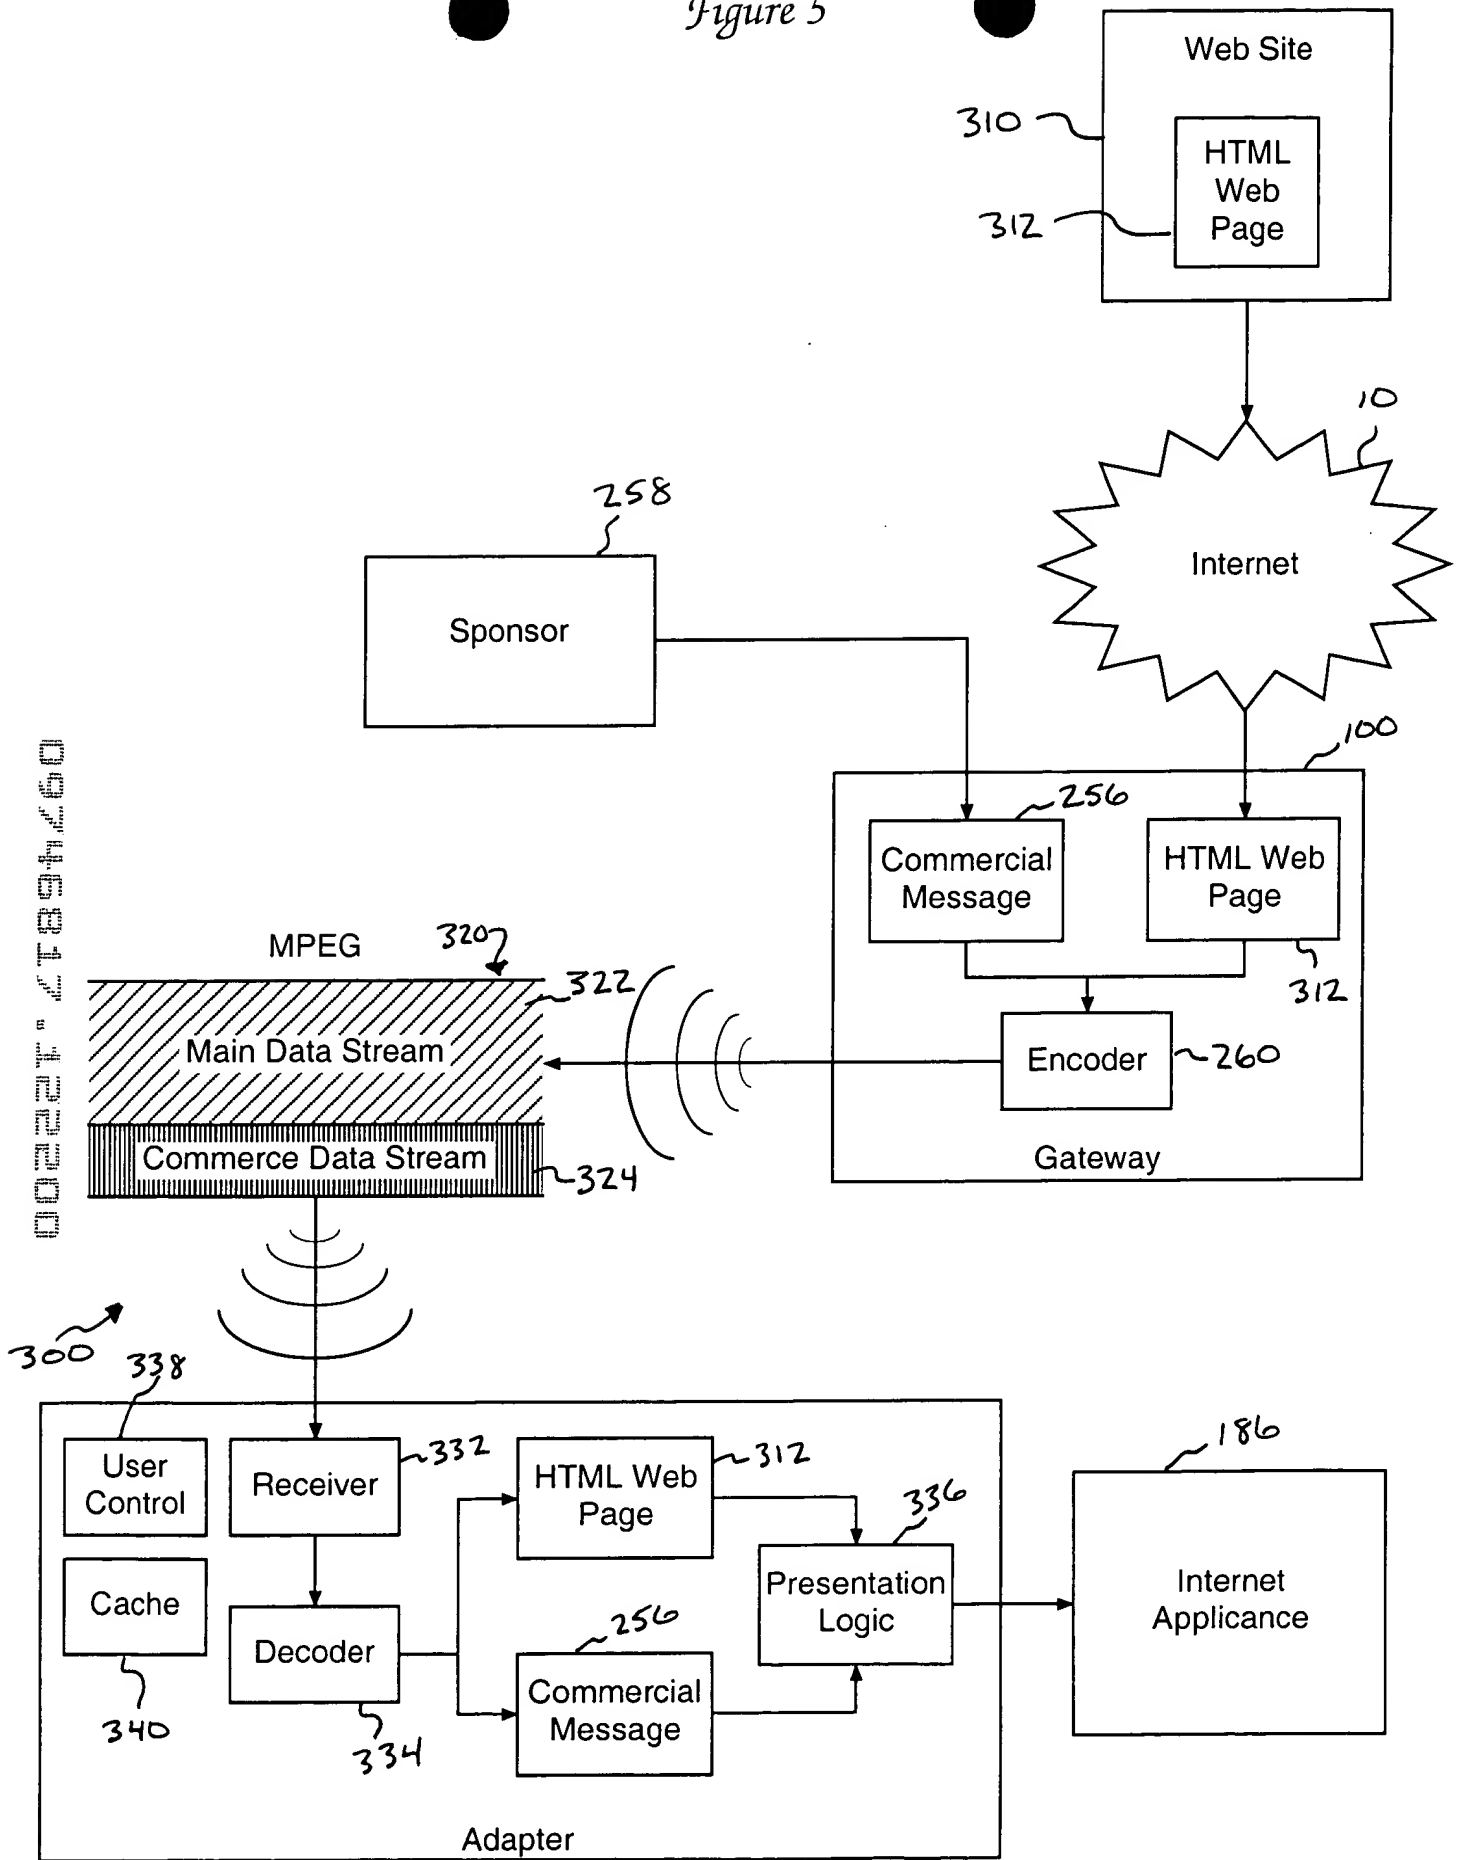 Figure 5
Web Site
310
HTML
Web
Page
312
10
Internet
258
Sponsor
100
256
Commercial
Message
HTML Web
Page
312
Encoder
260
Gateway
MPEG
320
322
Main Data Stream
Commerce Data Stream
324
09746817.122200
300
338
User
Control
Receiver
332
HTML Web
Page
312
336
Presentation
Logic
186
Internet
Applicance
Cache
340
Decoder
334
256
Commercial
Message
Adapter